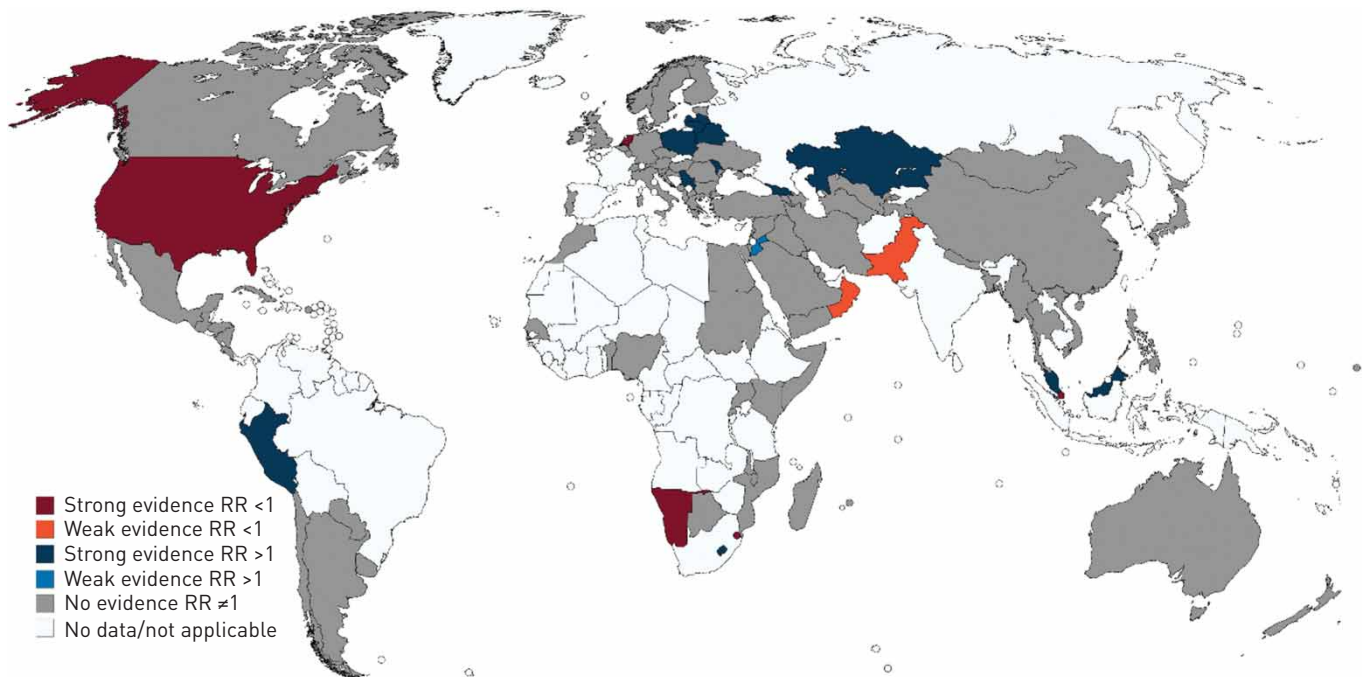 Strong evidence RR <1
Weak evidence RR <1
Strong evidence RR >1
Weak evidence RR >1
No evidence RR ≠1
No data/not applicable